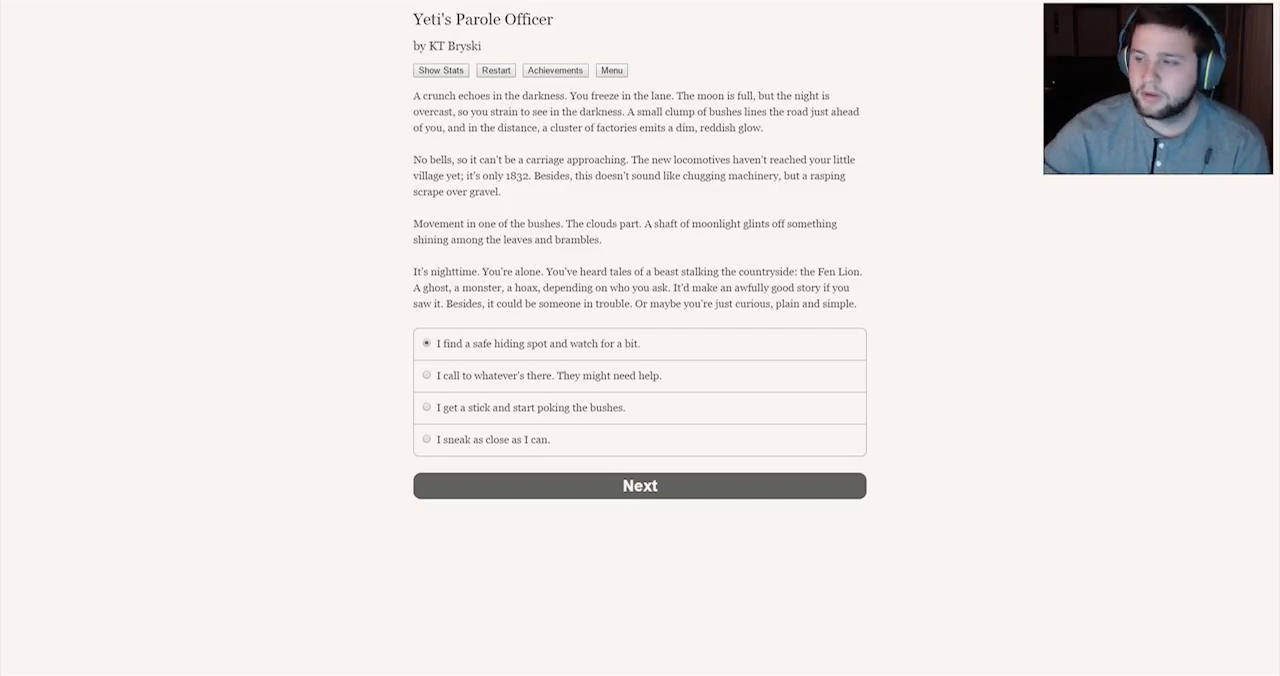 Yeti's Parole Officer
by KT Bryski
Show Stats Restart Achievements Menu
A crunch echoes in the darkness. You freeze in the lane. The moon is full, but the night is
overcast, so you strain to see in the darkness. A small clump of bushes lines the road just ahead
of you, and in the distance, a cluster of factories emits a dim, reddish glow.
No bells, so it can't be a carriage approaching. The new locomotives haven't reached your little
village yet; it's only 1832. Besides, this doesn't sound like chugging machinery, but a rasping
scrape over gravel.
Movement in one of the bushes. The clouds part. A shaft of moonlight glints off something
shining among the leaves and brambles.
It's nighttime. You're alone. You've heard tales of a beast stalking the countryside: the Fen Lion.
A ghost, a monster, a hoax, depending on who you ask. It'd make an awfully good story if you
saw it. Besides, it could be someone in trouble. Or maybe you're just curious, plain and simple.
I find a safe hiding spot and watch for a bit.
I call to whatever's there. They might need help.
I get a stick and start poking the bushes.
I sneak as close as I can.
Next